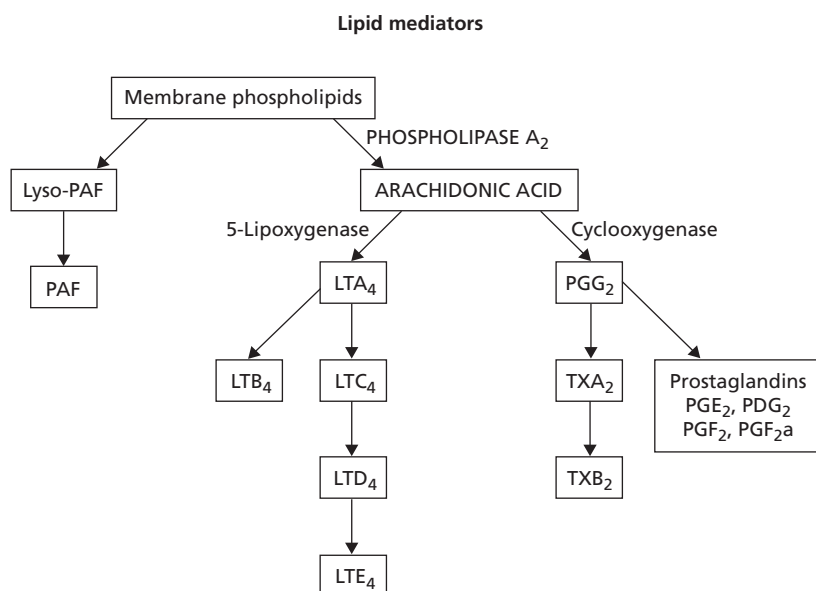 Lipid mediators
Membrane phospholipids
PHOSPHOLIPASE A₂
Lyso-PAF
ARACHIDONIC ACID
5-Lipoxygenase
Cyclooxygenase
PAF
LTA₄
PGG₂
LTB₄
LTC₄
TXA₂
Prostaglandins
PGE₂, PDG₂
PGF₂, PGF₂a
LTD₄
TXB₂
LTE₄